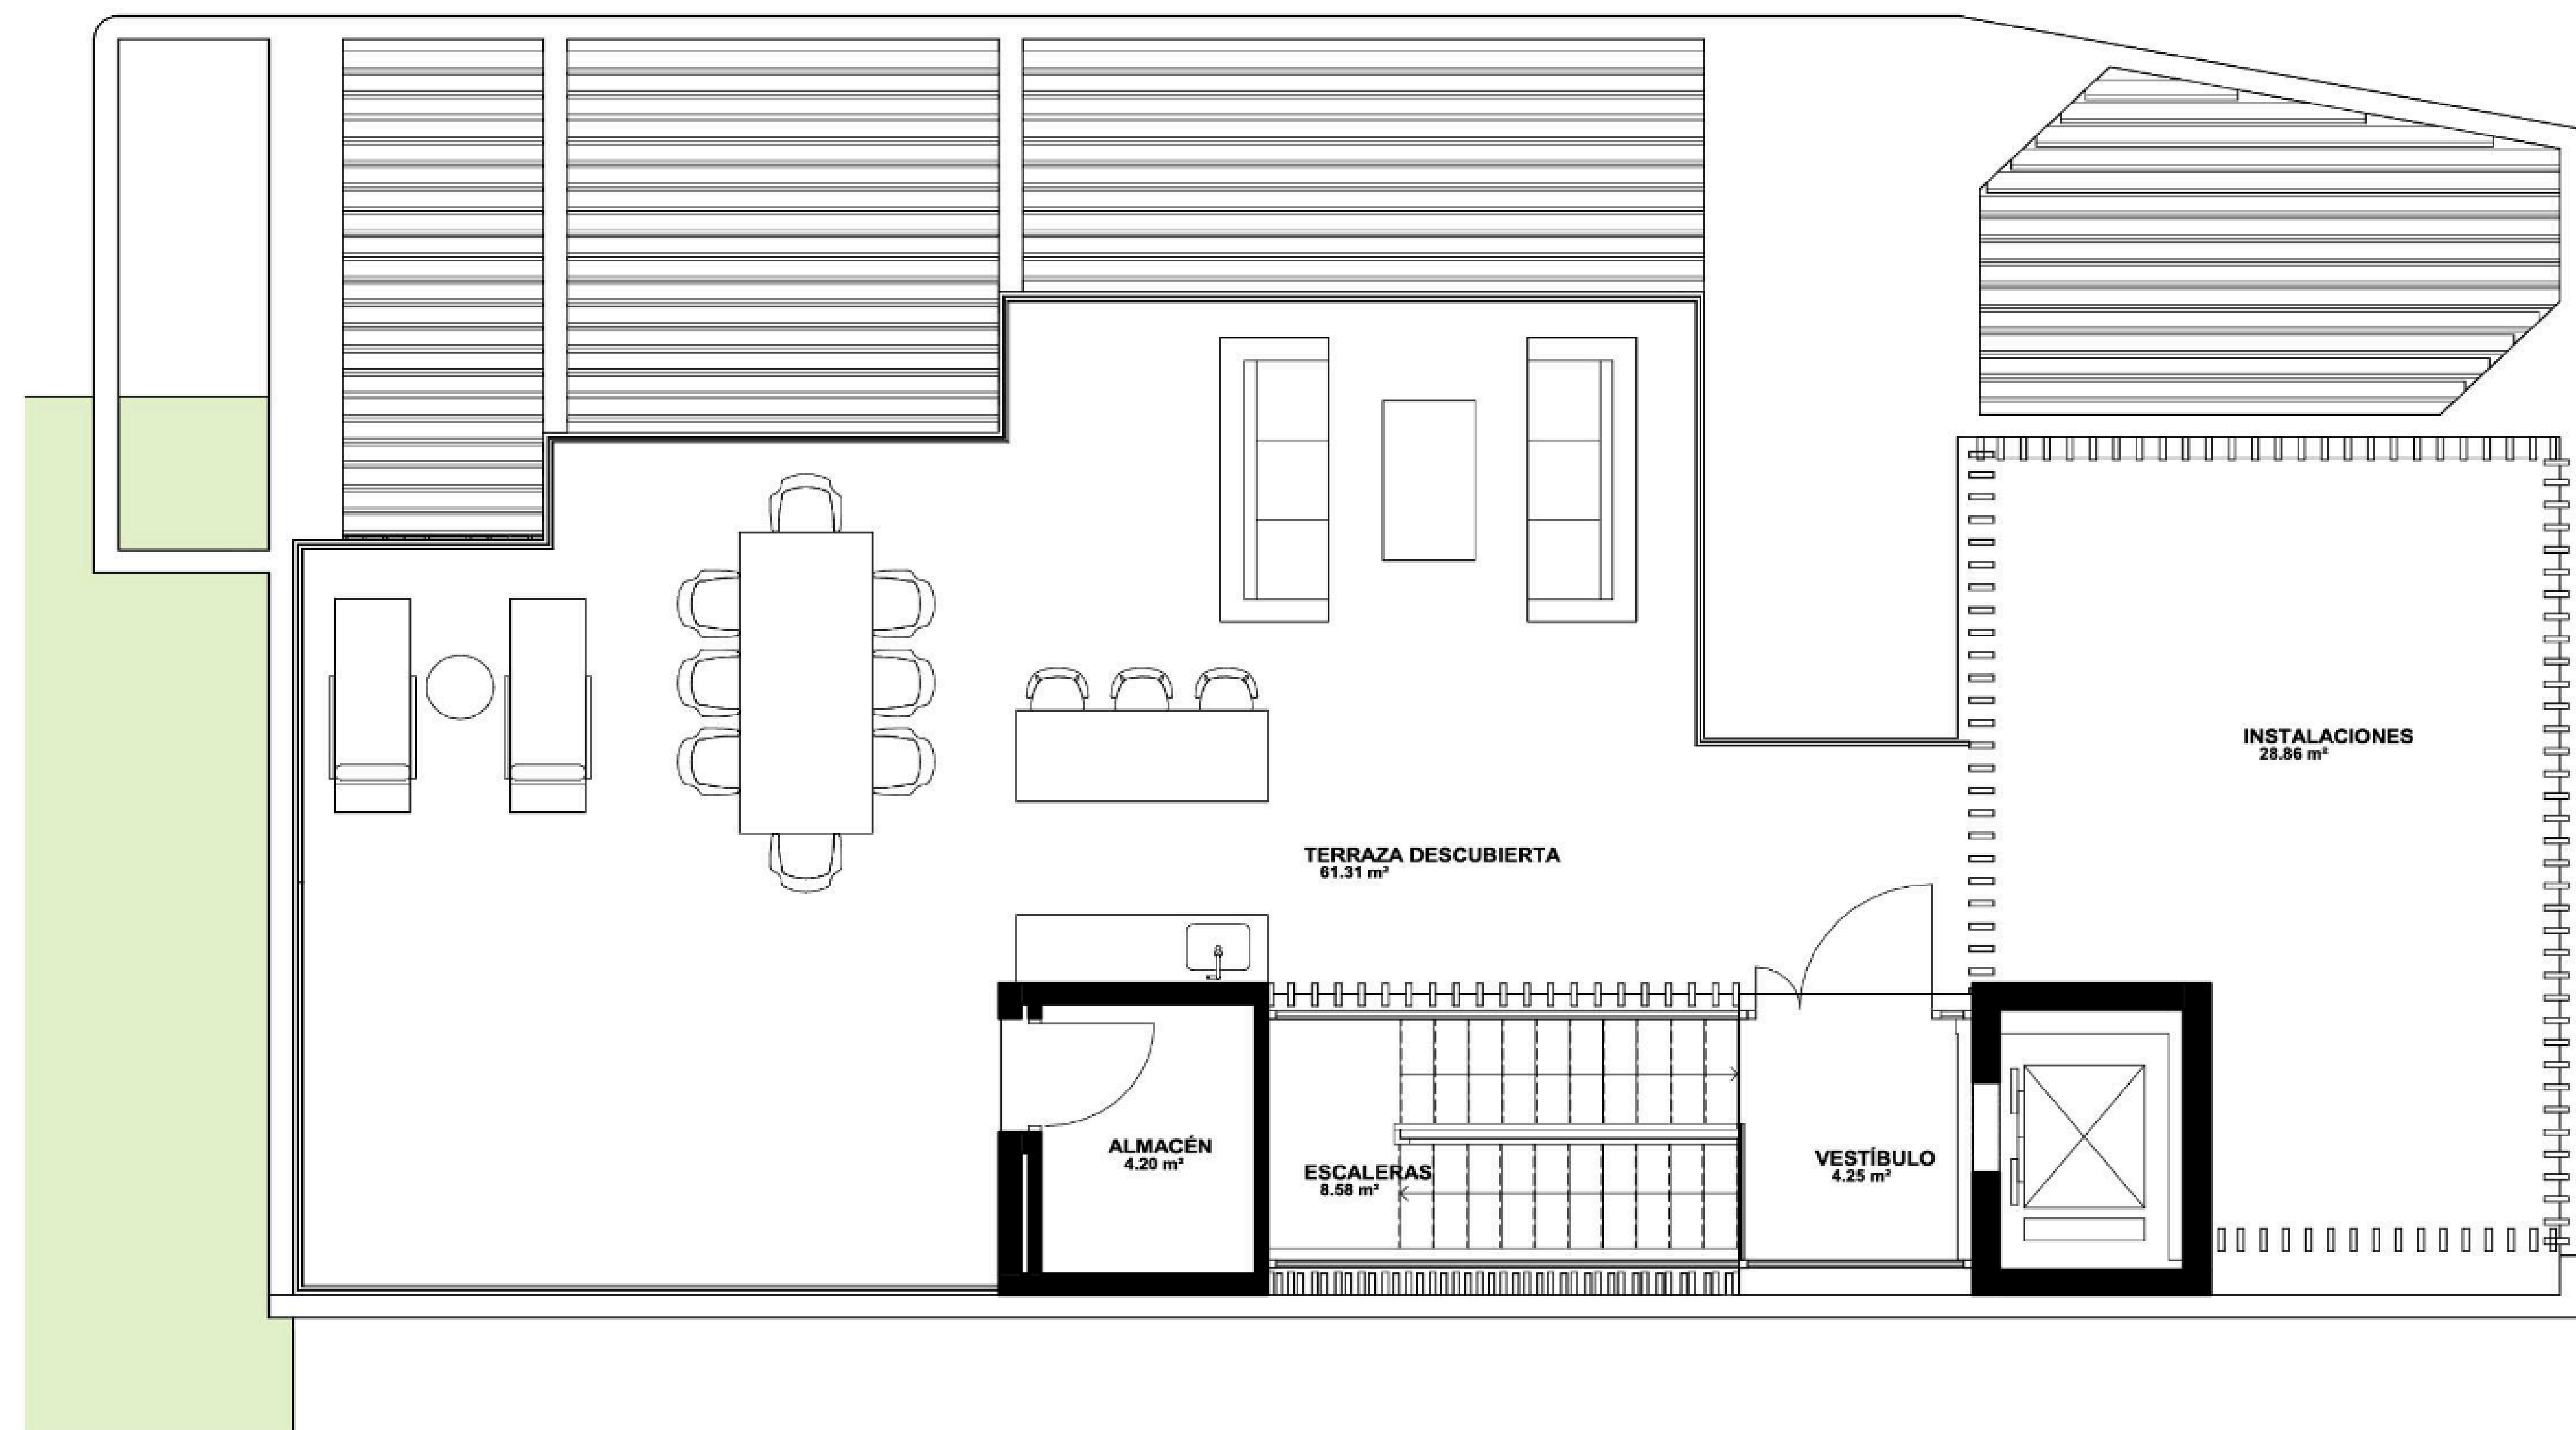 INSTALACIONES
28.86 m²
TERRAZA DESCUBIERTA
61.31 m²
ALMACÉN
4.20 m²
ESCALERAS
8.58 m²
VESTÍBULO
4.25 m²